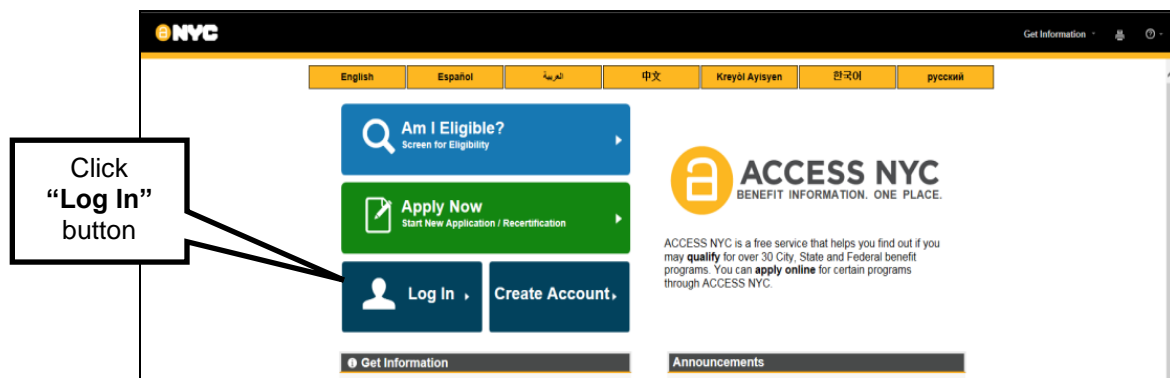 NYC
Get Information
English Español العربية 中文 Kreyòl Ayisyen 한국어 русский
Click
“Log In”
button
Am I Eligible?
Screen for Eligibility
Apply Now
Start New Application / Recertification
Log In
Create Account
ACCESS NYC
BENEFIT INFORMATION. ONE PLACE.
ACCESS NYC is a free service that helps you find out if you
may qualify for over 30 City, State and Federal benefit
programs. You can apply online for certain programs
through ACCESS NYC.
Get Information
Announcements